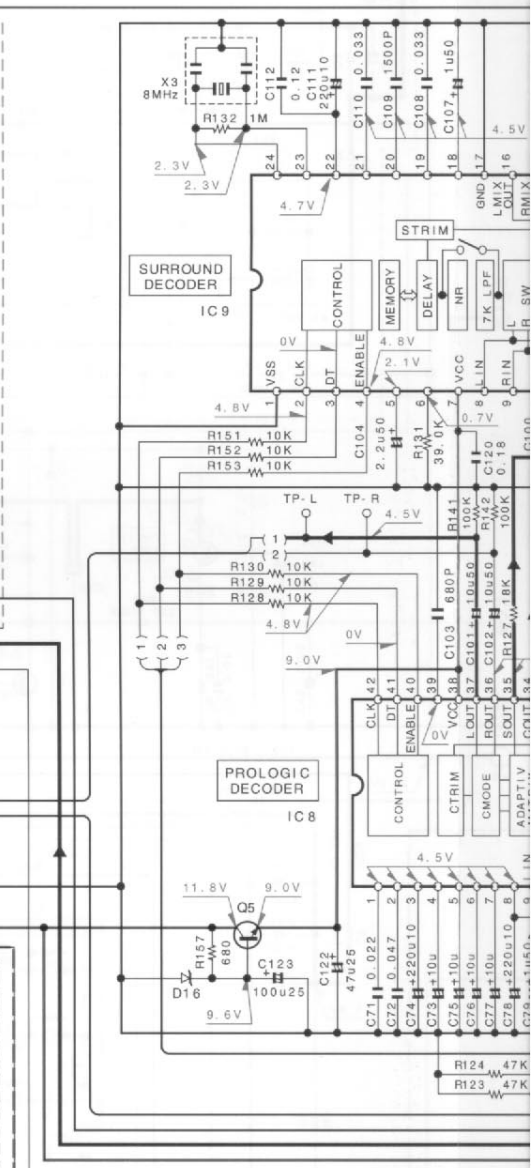 X3
8MHz
R132 1M
C112
0.12
C111
220u10
C110 0.033
C109 1500P
C108 0.033
C107 1u50
4.5V
2.3V
2.3V
24
23
22
21
20
19
18
17
16
4.7V
GND
LMIX
OUT
RMIX
STRIM
SURROUND
DECODER
IC9
CONTROL
MEMORY
DELAY
NR
7K LPF
SW
L
R
0V
4.8V
2.1V
VSS
CLK
DT
ENABLE
VCC
LIN
RIN
1
2
3
4
5
6
7
8
9
4.8V
0.7V
R151 10K
R152 10K
R153 10K
C104
2.2u50
R131
39.0K
C120
0.18
C100
TP-L
TP-R
4.5V
R141
100K
R142
100K
1
2
R130 10K
R129 10K
R128 10K
4.8V
0V
9.0V
680P
C103
C101 10u50
C102 10u50
R127 18K
1
2
3
42
41
40
39
38
37
36
35
34
CLK
DT
ENABLE
VCC
LOUT
ROUT
SOUT
COUT
0V
PROLOGIC
DECODER
IC8
CONTROL
CTRIM
CMODE
ADAPTIV
4.5V
LIN
1
2
3
4
5
6
7
8
9
11.8V
9.0V
Q5
R157
680
D16
C123
100u25
9.6V
C122
47u25
C71 0.022
C72 0.047
C74 220u10
C73 10u
C75 10u
C76 10u
C77 10u
C78 220u10
C79 1u50
R124 47K
R123 47K